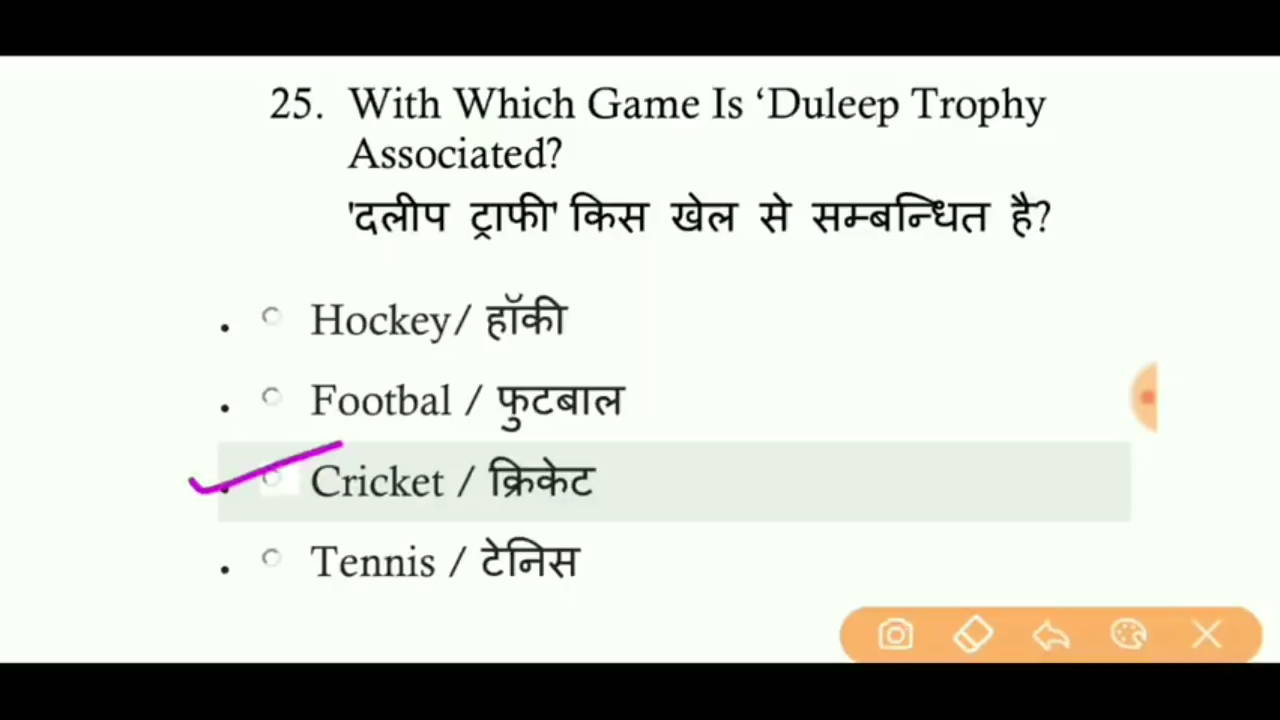 25. With Which Game Is ‘Duleep Trophy
Associated?
'दलीप ट्राफी' किस खेल से सम्बन्धित है?
. Hockey/ हॉकी
. Footbal / फुटबाल
. Cricket / क्रिकेट
. Tennis / टेनिस